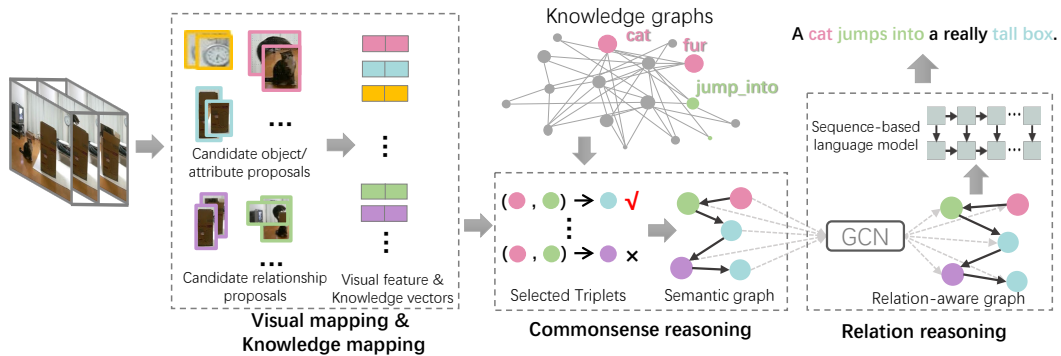 Knowledge graphs
cat
fur
jump_into
A cat jumps into a really tall box.
Candidate object/
attribute proposals
...
Candidate relationship
proposals
...
Visual feature &
Knowledge vectors
Visual mapping &
Knowledge mapping
( , ) → √
( , ) → ×
Selected Triplets
Semantic graph
Commonsense reasoning
Sequence-based
language model
...
...
GCN
Relation-aware graph
Relation reasoning